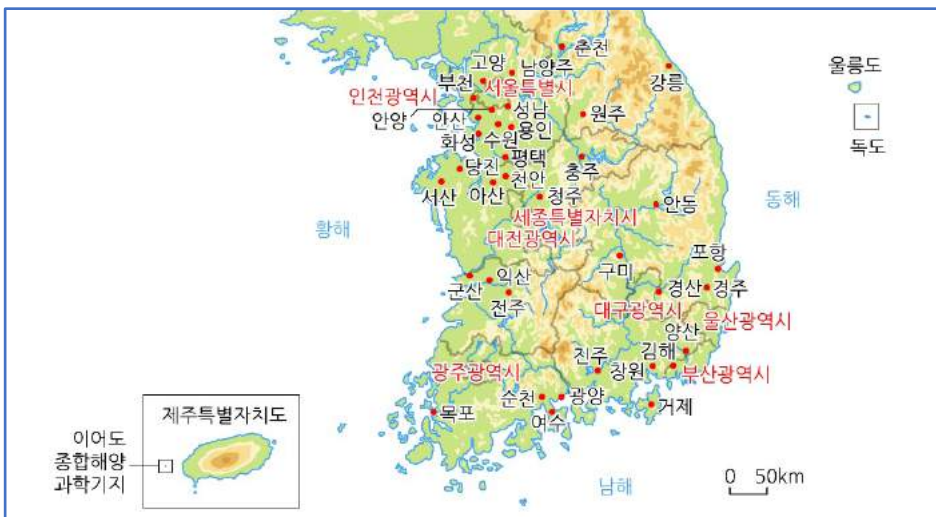 춘천
고양
남양주
강릉
울릉도
부천
서울특별시
인천광역시
성남
독도
안양
안산
원주
화성
수원
용인
평택
당진
충주
서산
아산
천안
청주
안동
동해
세종특별자치시
황해
대전광역시
포항
구미
군산
익산
경산
경주
전주
대구광역시
울산광역시
양산
진주
김해
광주광역시
창원
부산광역시
순천
광양
거제
목포
여수
제주특별자치도
이어도
종합해양
과학기지
0 50km
남해